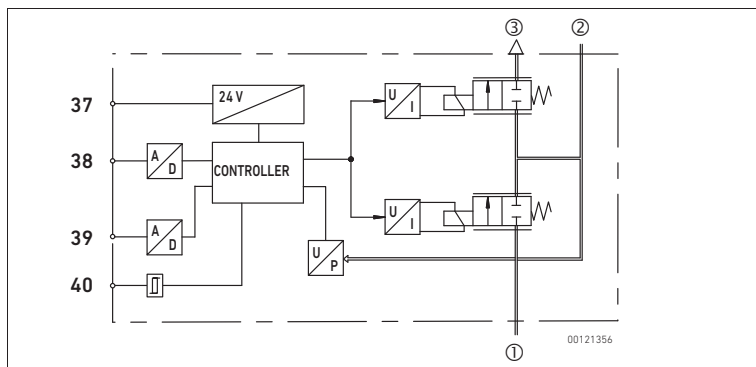 ③ ②
37
24 V
U
I
38
A
D
CONTROLLER
39
A
D
U
I
40
U
P
00121356
①